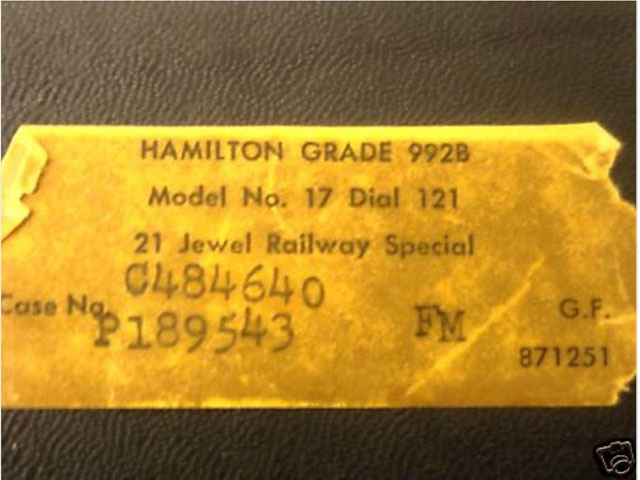 HAMILTON GRADE 992B
Model No. 17 Dial 121
21 Jewel Railway Special
C484640
Case No. P189543 FM G.F.
871251